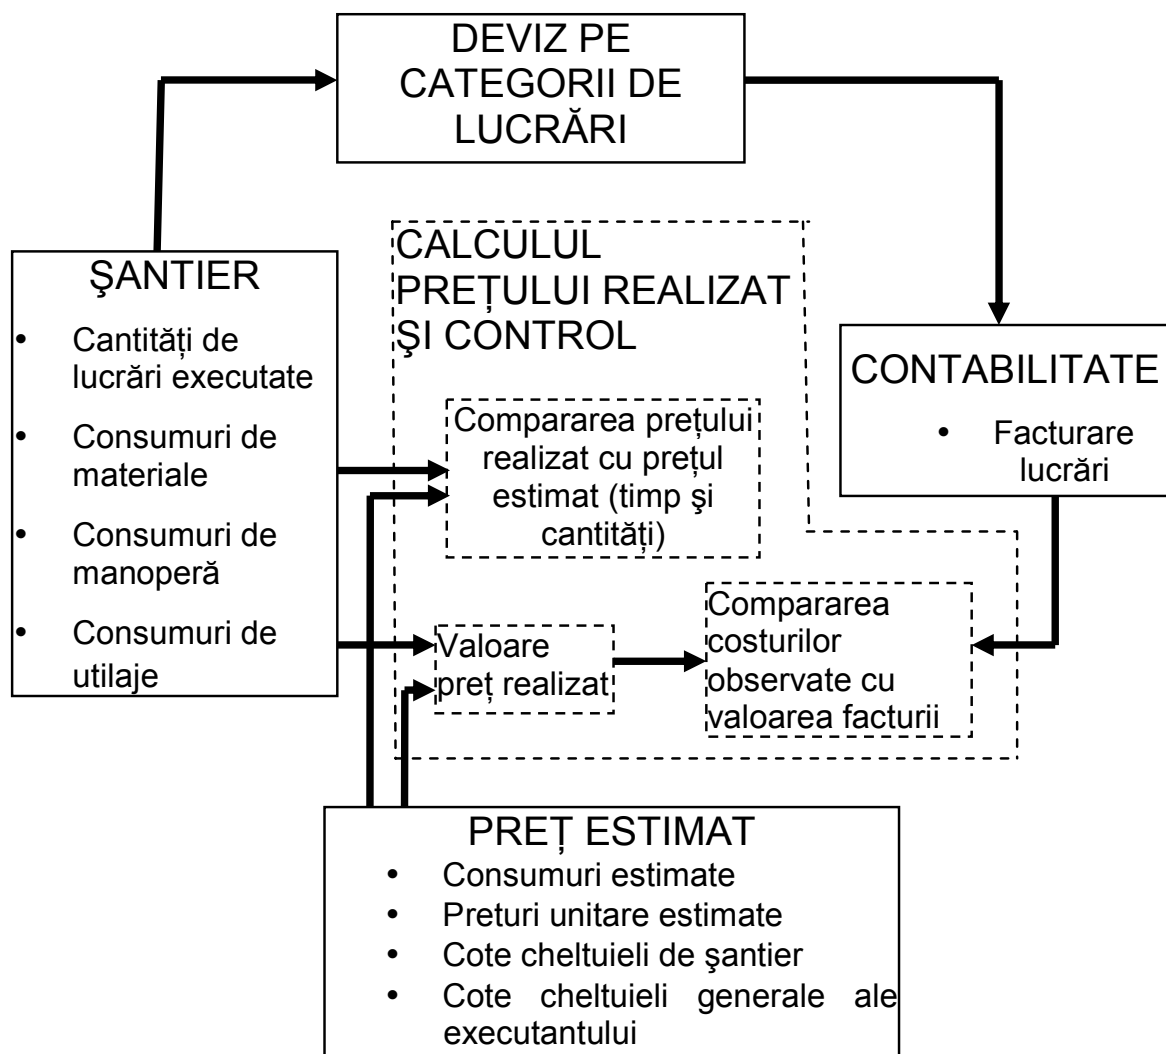 DEVIZ PE
CATEGORII DE
LUCRĂRI
ŞANTIER
• Cantități de
lucrări executate
• Consumuri de
materiale
• Consumuri de
manoperă
• Consumuri de
utilaje
CALCULUL
PREȚULUI REALIZAT
ŞI CONTROL
Compararea prețului
realizat cu prețul
estimat (timp şi
cantități)
Valoare
preț realizat
Compararea
costurilor
observate cu
valoarea facturii
CONTABILITATE
• Facturare
lucrări
PREȚ ESTIMAT
• Consumuri estimate
• Preturi unitare estimate
• Cote cheltuieli de şantier
• Cote cheltuieli generale ale
executantului